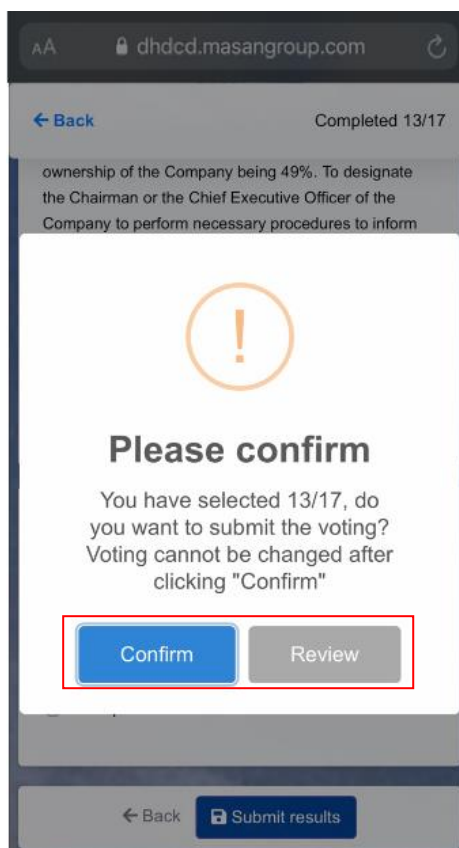 AA dhdcd.masangroup.com
← Back Completed 13/17
ownership of the Company being 49%. To designate
the Chairman or the Chief Executive Officer of the
Company to perform necessary procedures to inform
!
Please confirm
You have selected 13/17, do
you want to submit the voting?
Voting cannot be changed after
clicking "Confirm"
Confirm Review
← Back Submit results